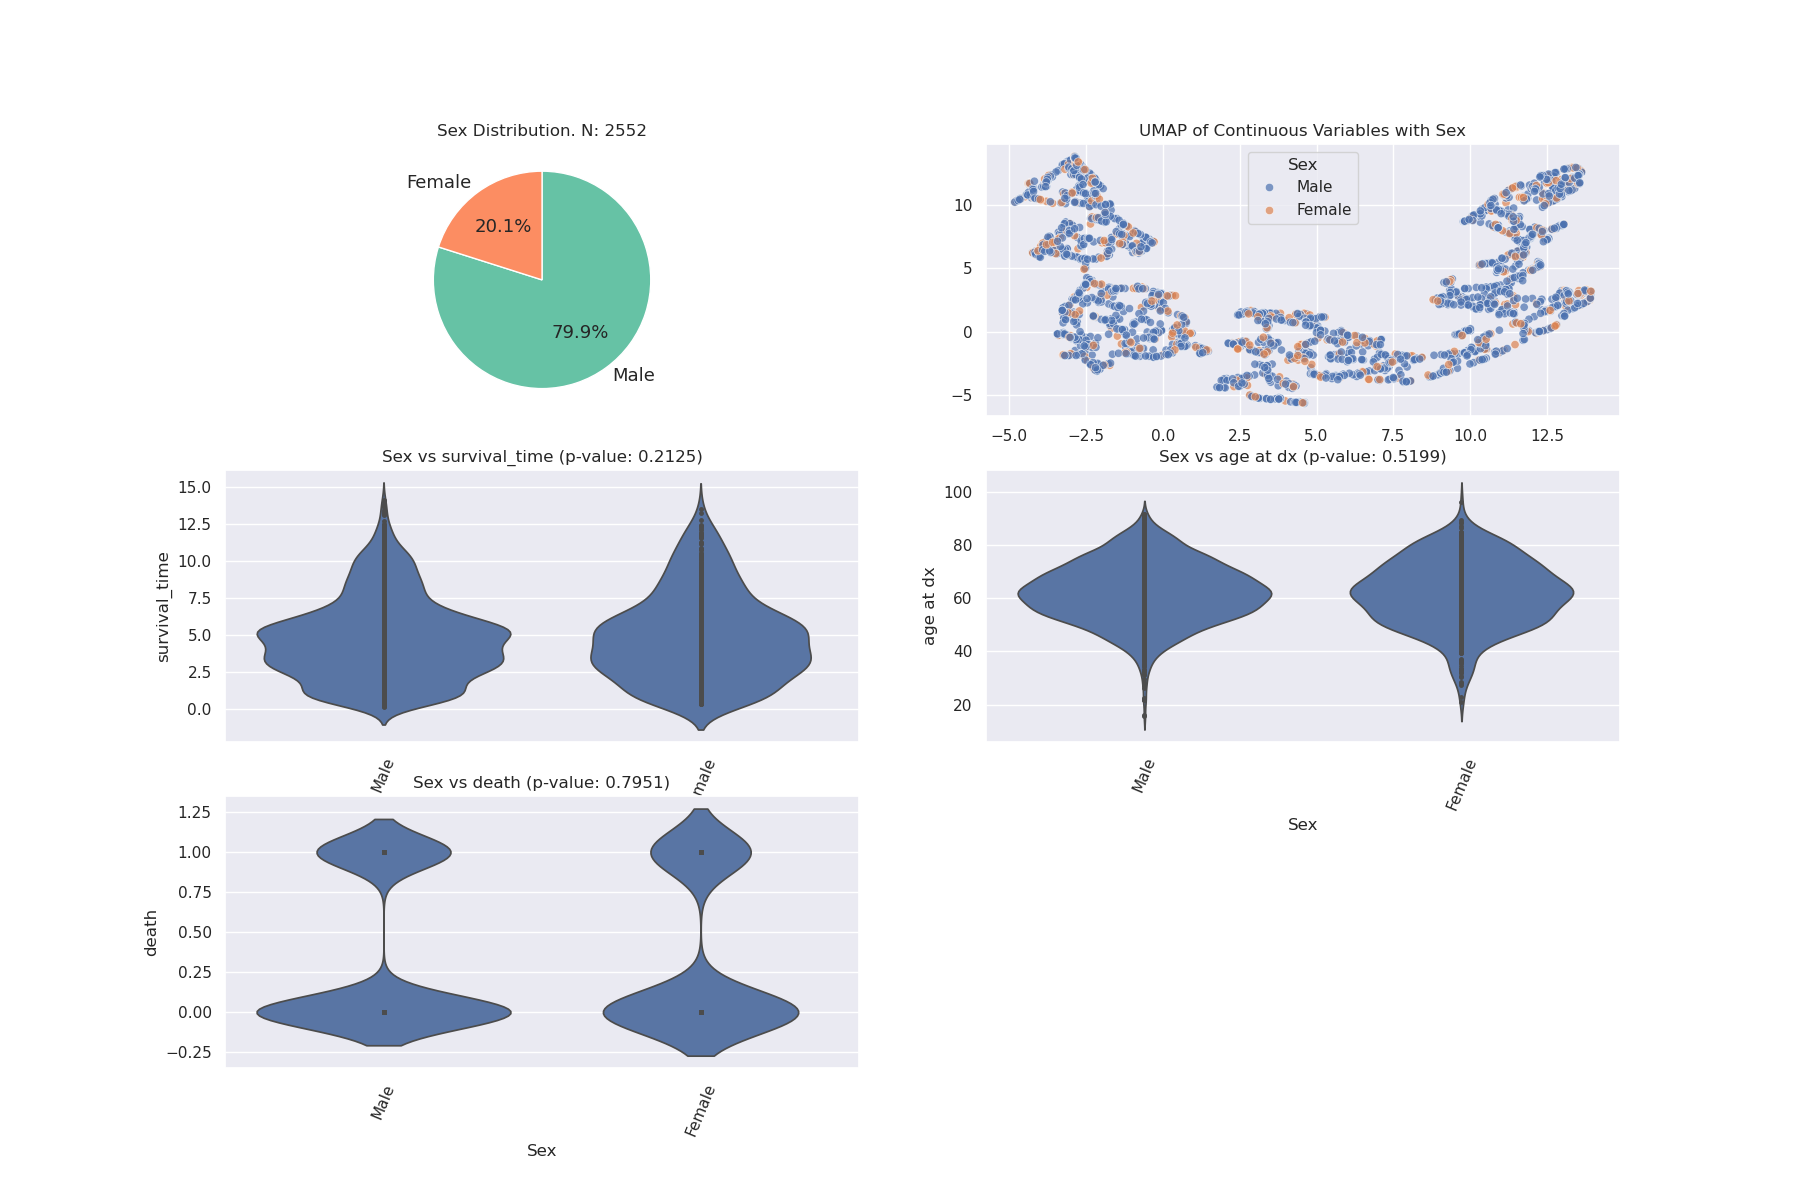 Sex Distribution. N: 2552
Female
20.1%
79.9%
Male
UMAP of Continuous Variables with Sex
Sex
Male
Female
10
5
0
−5
−5.0 −2.5 0.0 2.5 5.0 7.5 10.0 12.5
Sex vs survival_time (p-value: 0.2125)
survival_time
15.0
12.5
10.0
7.5
5.0
2.5
0.0
Male male
Sex vs age at dx (p-value: 0.5199)
age at dx
100
80
60
40
20
Male Female
Sex
Sex vs death (p-value: 0.7951)
death
1.25
1.00
0.75
0.50
0.25
0.00
−0.25
Male Female
Sex